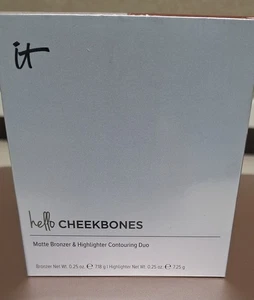 it
hello CHEEKBONES
Matte Bronzer & Highlighter Contouring Duo
Bronzer Net Wt. 0.25 oz. ℮ 7.18 g | Highlighter Net Wt. 0.25 oz. ℮ 7.25 g